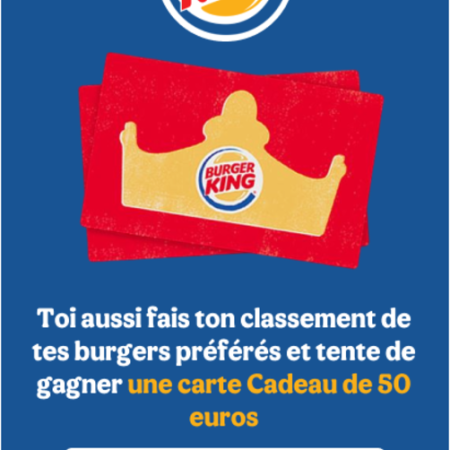 BURGER
KING
Toi aussi fais ton classement de
tes burgers préférés et tente de
gagner une carte Cadeau de 50
euros